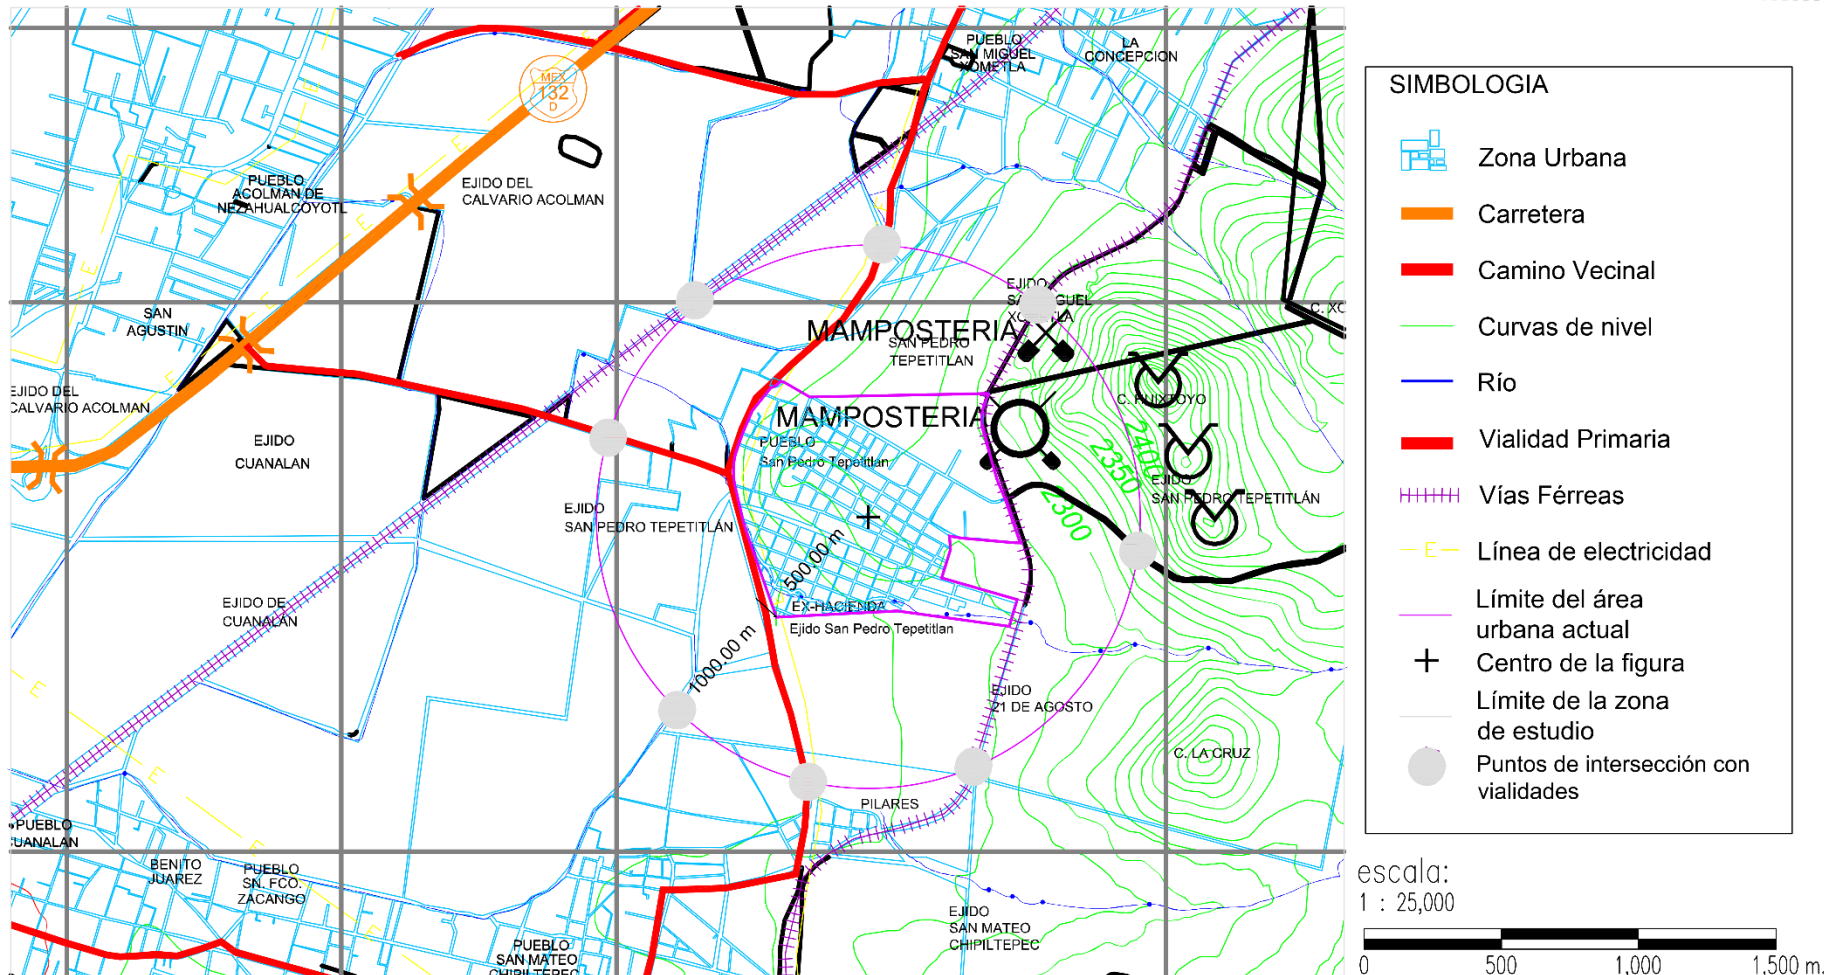 PUEBLO
SAN MIGUEL
XOMETLA
LA
CONCEPCION
MEX
132
D
PUEBLO
ACOLMAN DE
NEZAHUALCOYOTL
EJIDO DEL
CALVARIO ACOLMAN
E
E
E
E
E
SAN
AGUSTIN
EJIDO
XOMETLA
MAMPOSTERIA
SAN PEDRO
TEPETITLAN
C. XO
EJIDO DEL
CALVARIO ACOLMAN
MAMPOSTERIA
EJIDO
CUANALAN
PUEBLO
San Pedro Tepetitlan
2400
2350
2300
EJIDO
SAN PEDRO TEPETITLÁN
EJIDO
SAN PEDRO TEPETITLÁN
500.00 m
EJIDO DE
CUANALÁN
EX-HACIENDA
Ejido San Pedro Tepetitlan
1000.00 m
E
E
EJIDO
21 DE AGOSTO
C. LA CRUZ
PILARES
PUEBLO
CUANALAN
BENITO
JUAREZ
PUEBLO
SN. FCO.
ZACANGO
E
E
PUEBLO
SAN MATEO
CHIPILTEPEC
EJIDO
SAN MATEO
CHIPILTEPEC
SIMBOLOGIA
Zona Urbana
Carretera
Camino Vecinal
Curvas de nivel
Río
Vialidad Primaria
Vías Férreas
E
Línea de electricidad
Límite del área
urbana actual
Centro de la figura
Límite de la zona
de estudio
Puntos de intersección con
vialidades
escala:
1 : 25,000
0 500 1,000 1,500 m.